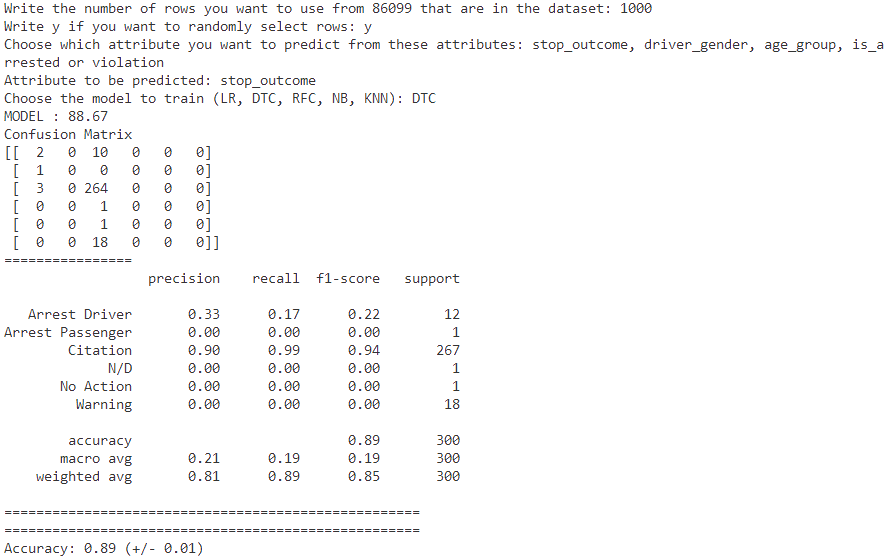 Write the number of rows you want to use from 86099 that are in the dataset: 1000
Write y if you want to randomly select rows: y
Choose which attribute you want to predict from these attributes: stop_outcome, driver_gender, age_group, is_a
rrested or violation
Attribute to be predicted: stop_outcome
Choose the model to train (LR, DTC, RFC, NB, KNN): DTC
MODEL : 88.67
Confusion Matrix
[[  2   0  10   0   0   0]
 [  1   0   0   0   0   0]
 [  3   0 264   0   0   0]
 [  0   0   1   0   0   0]
 [  0   0   1   0   0   0]
 [  0   0  18   0   0   0]]
================
                  precision    recall  f1-score   support

   Arrest Driver       0.33      0.17      0.22        12
Arrest Passenger       0.00      0.00      0.00         1
        Citation       0.90      0.99      0.94       267
             N/D       0.00      0.00      0.00         1
       No Action       0.00      0.00      0.00         1
         Warning       0.00      0.00      0.00        18

        accuracy                           0.89       300
       macro avg       0.21      0.19      0.19       300
    weighted avg       0.81      0.89      0.85       300

====================================================
====================================================
Accuracy: 0.89 (+/- 0.01)